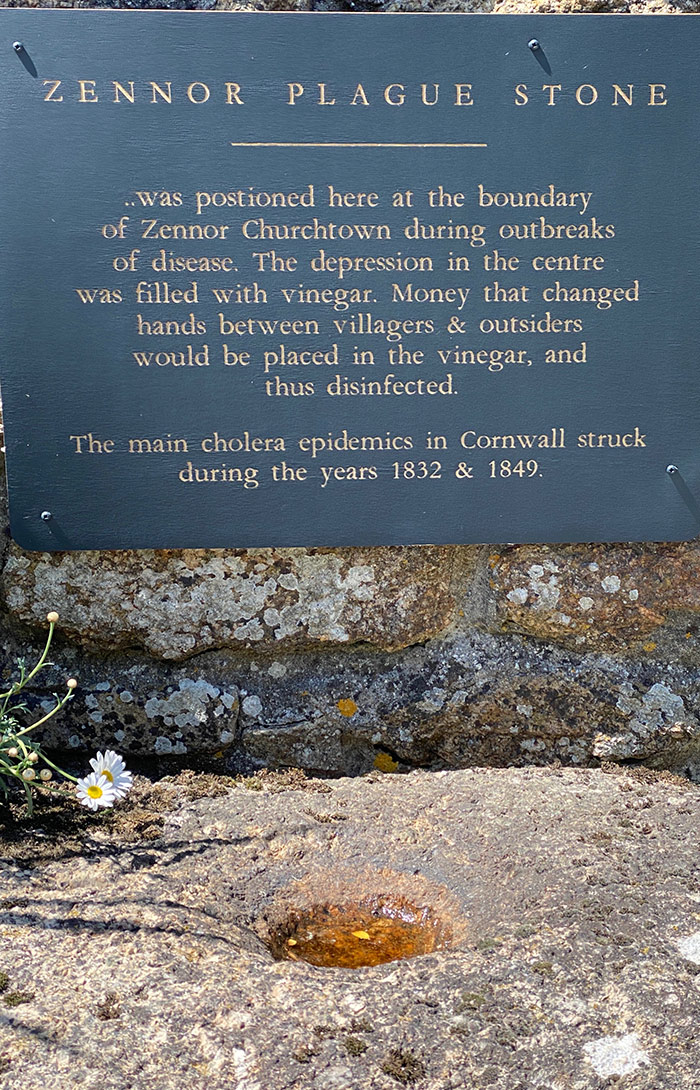 ZENNOR PLAGUE STONE
..was postioned here at the boundary
of Zennor Churchtown during outbreaks
of disease. The depression in the centre
was filled with vinegar. Money that changed
hands between villagers & outsiders
would be placed in the vinegar, and
thus disinfected.
The main cholera epidemics in Cornwall struck
during the years 1832 & 1849.